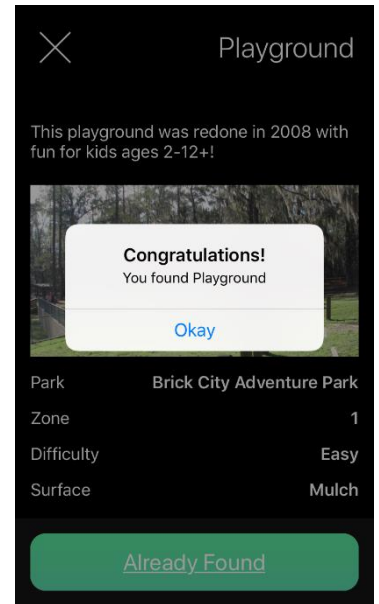 Playground
This playground was redone in 2008 with
fun for kids ages 2-12+!
Congratulations!
You found Playground
Okay
Park Brick City Adventure Park
Zone 1
Difficulty Easy
Surface Mulch
Already Found